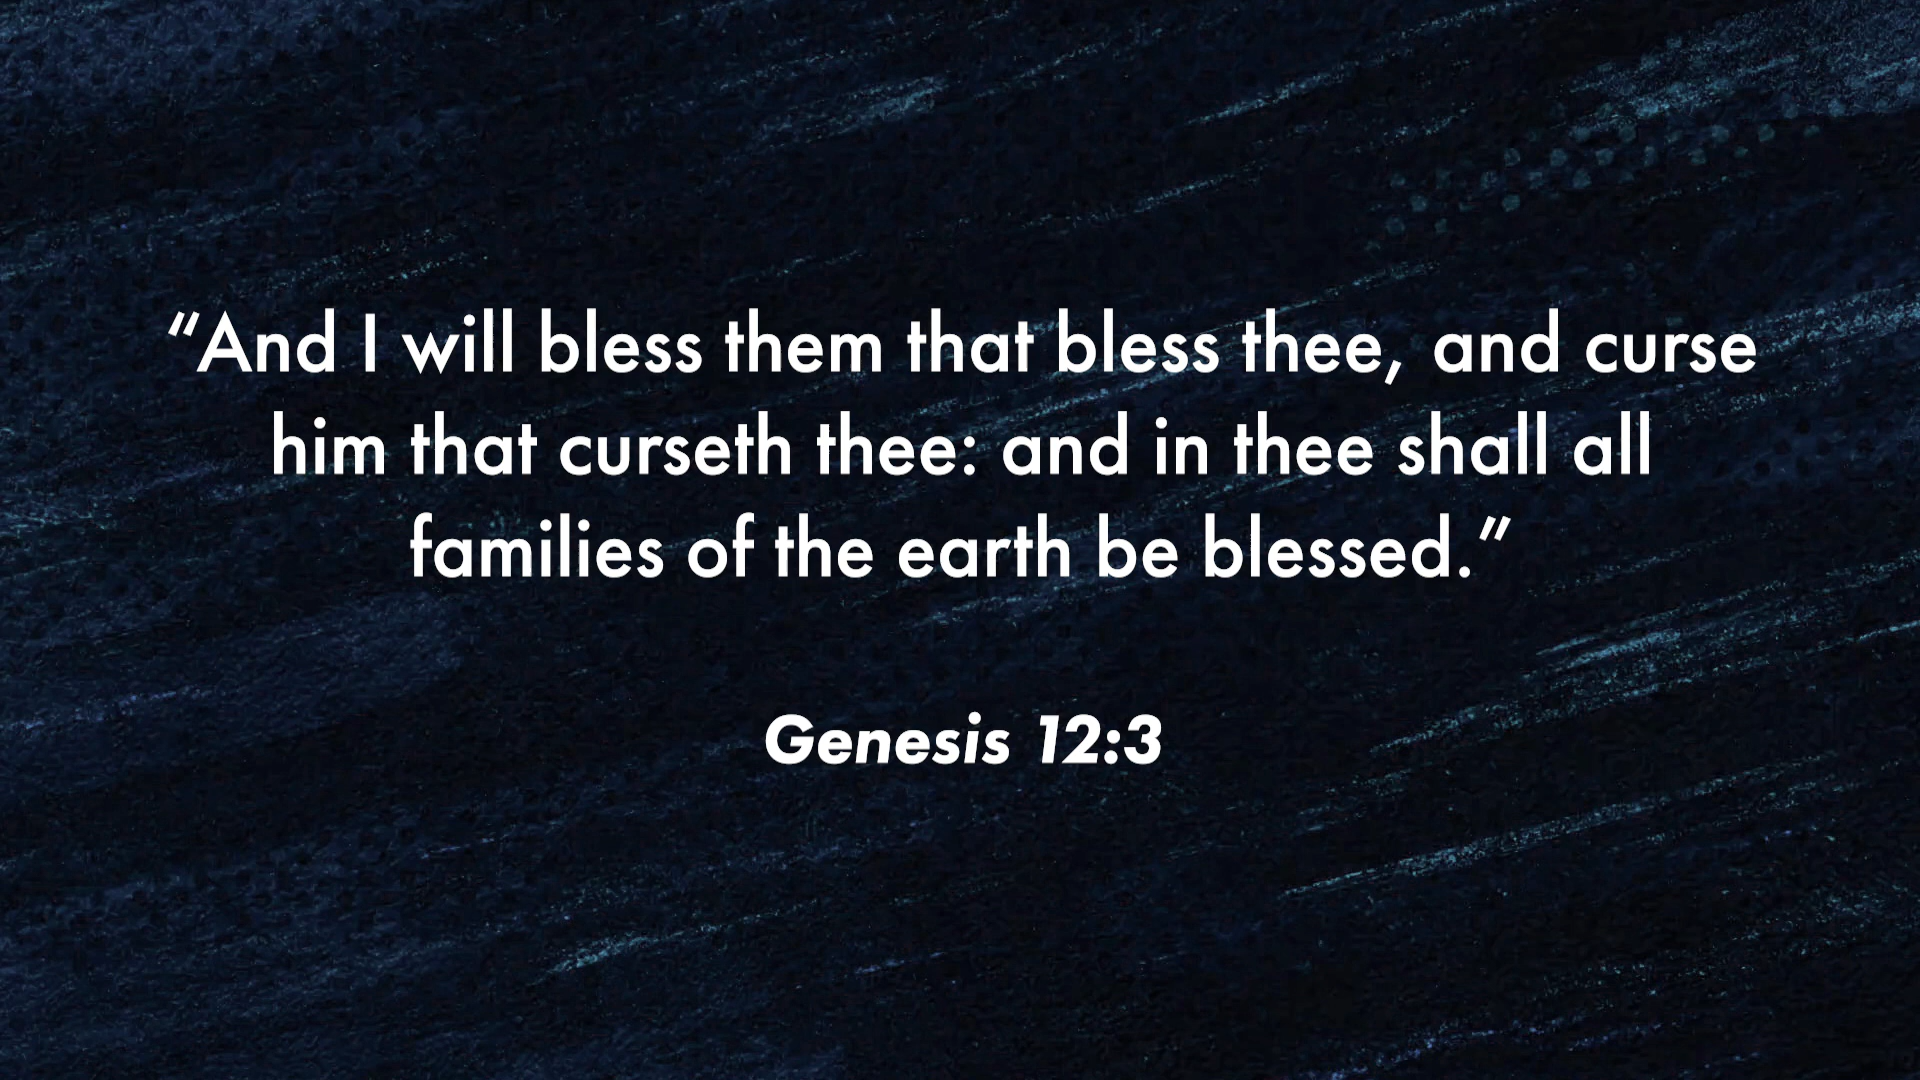 “And I will bless them that bless thee, and curse
him that curseth thee: and in thee shall all
families of the earth be blessed.”
Genesis 12:3